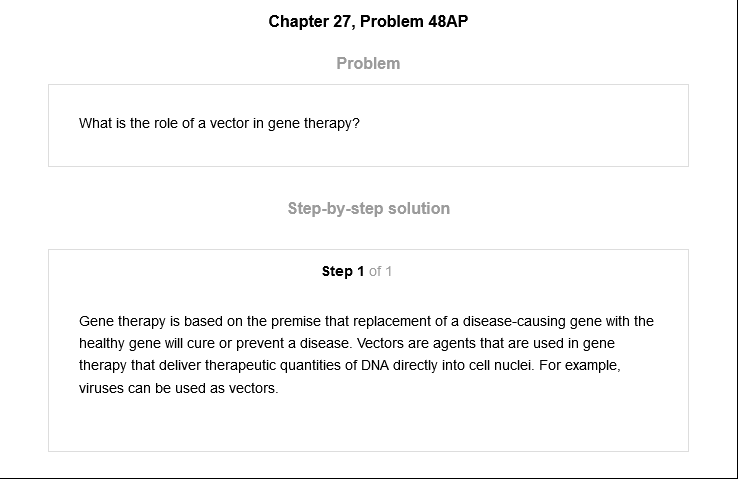 Chapter 27, Problem 48AP
Problem
What is the role of a vector in gene therapy?
Step-by-step solution
Step 1 of 1
Gene therapy is based on the premise that replacement of a disease-causing gene with the
healthy gene will cure or prevent a disease. Vectors are agents that are used in gene
therapy that deliver therapeutic quantities of DNA directly into cell nuclei. For example,
viruses can be used as vectors.